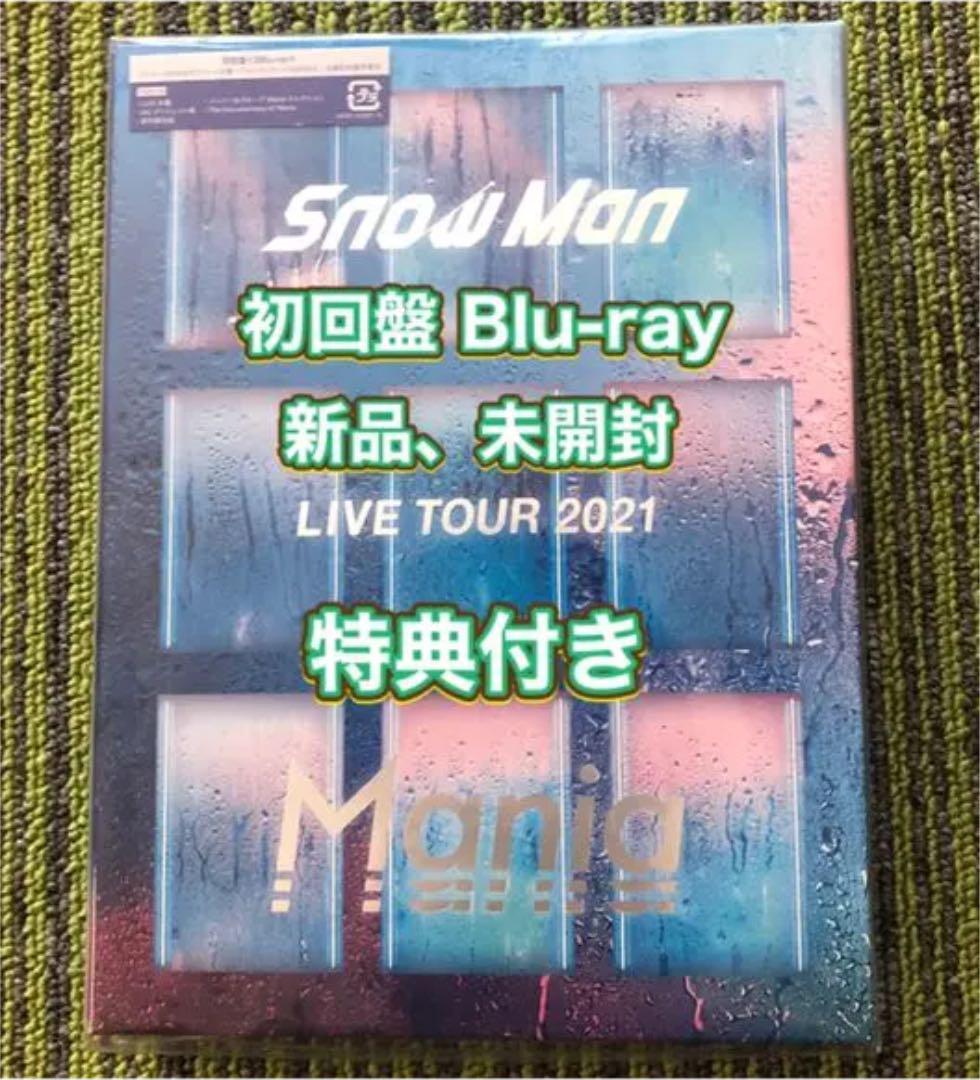 Snow Man
初回盤 Blu-ray
新品、未開封
LIVE TOUR 2021
特典付き
Mania